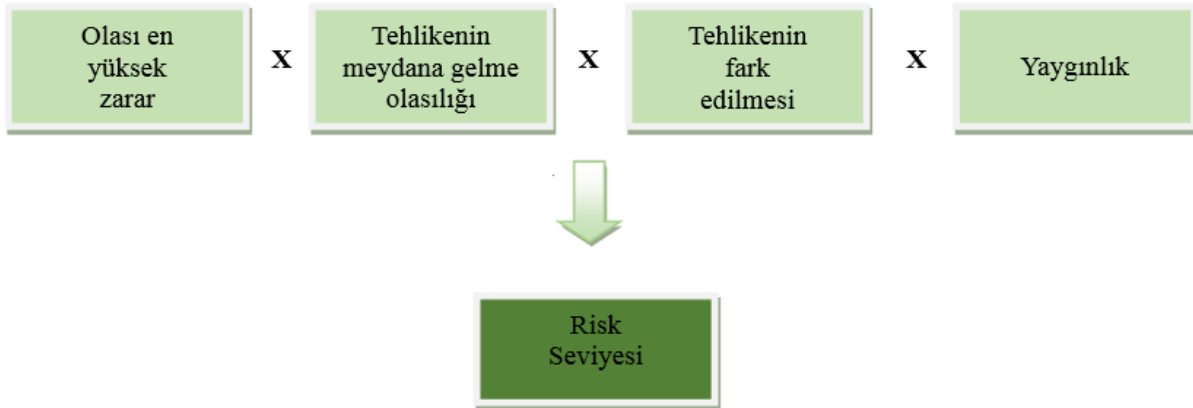 Olası en
yüksek
zarar
X
Tehlikenin
meydana gelme
olasılığı
X
Tehlikenin
fark
edilmesi
X
Yaygınlık
Risk
Seviyesi